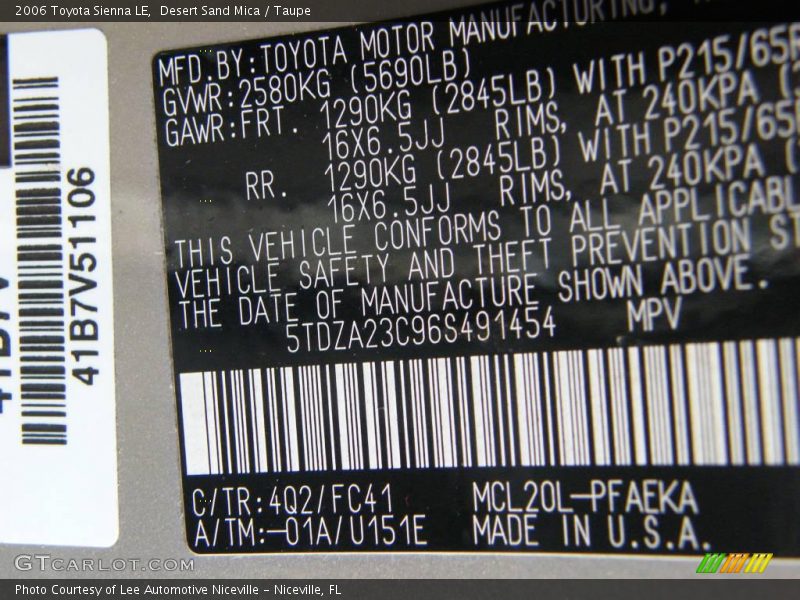 2006 Toyota Sienna LE,  Desert Sand Mica / Taupe
MFD.BY:TOYOTA MOTOR MANUFACTURING,
GVWR:2580KG (5690LB)
GAWR:FRT. 1290KG (2845LB) WITH P215/65R
16X6.5JJ RIMS, AT 240KPA
RR. 1290KG (2845LB) WITH P215/65R
16X6.5JJ RIMS, AT 240KPA
THIS VEHICLE CONFORMS TO ALL APPLICABL
VEHICLE SAFETY AND THEFT PREVENTION ST
THE DATE OF MANUFACTURE SHOWN ABOVE.
5TDZA23C96S491454 MPV
C/TR:4Q2/FC41 MCL20L-PFAEKA
A/TM:-01A/U151E MADE IN U.S.A.
41B7V51106
41B7V
GTCARLOT.COM
Photo Courtesy of Lee Automotive Niceville – Niceville, FL